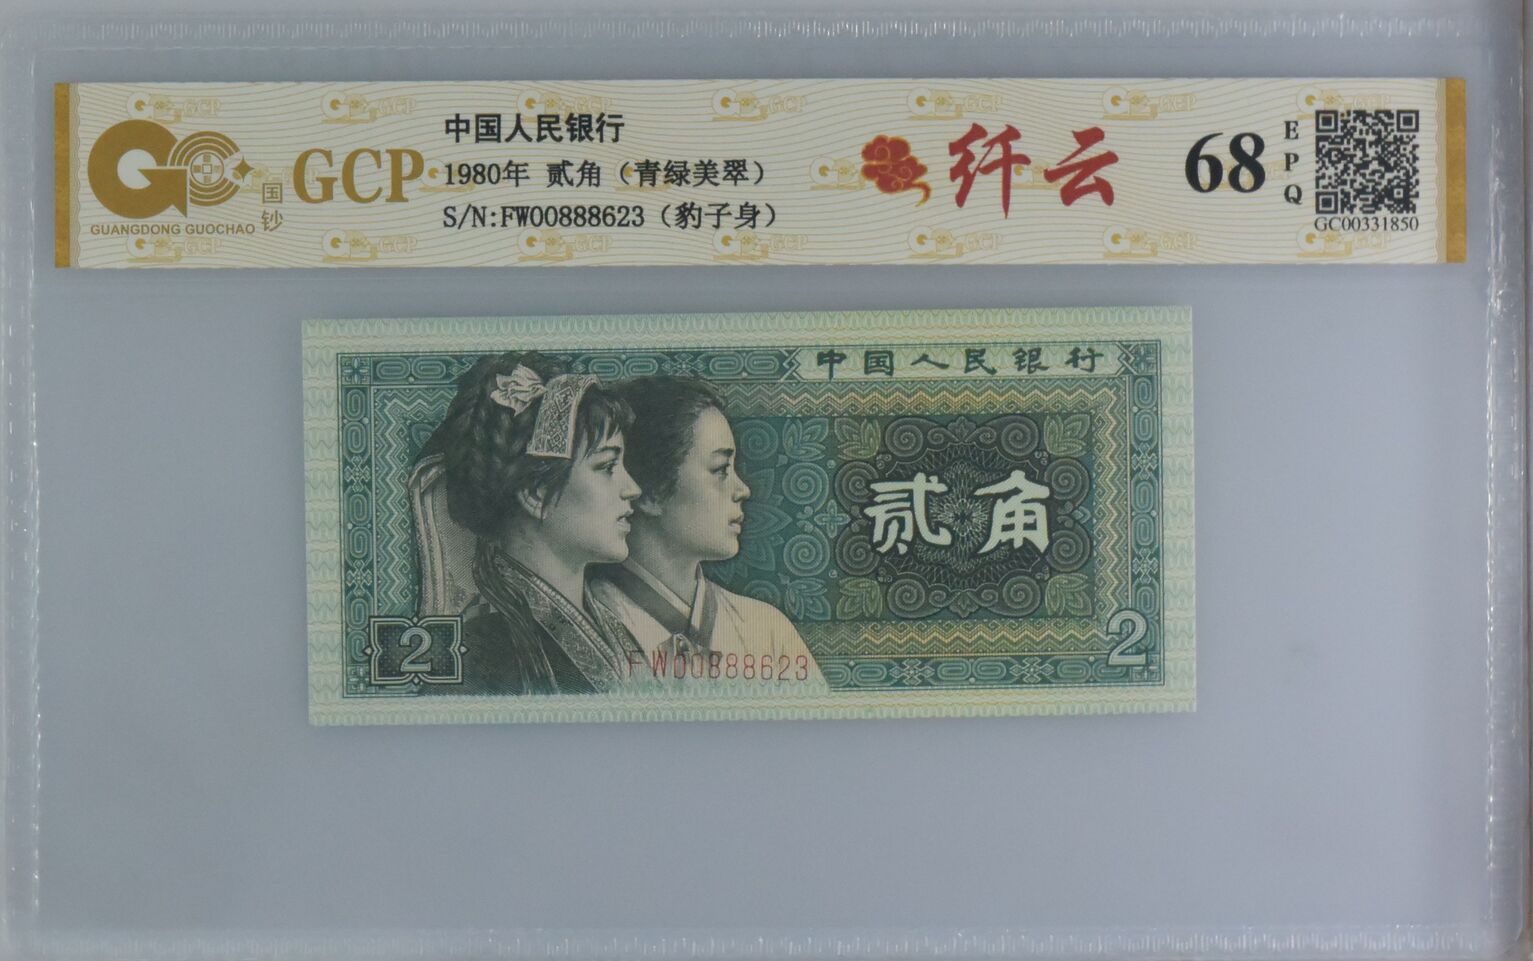 中国人民银行
1980年 贰角（青绿美翠）
S/N:FW00888623（豹子身）
GCP
国钞
GUANGDONG GUOCHAO
纤云
68
EPQ
GC00331850
中国人民银行
贰角
2
FW00888623
2